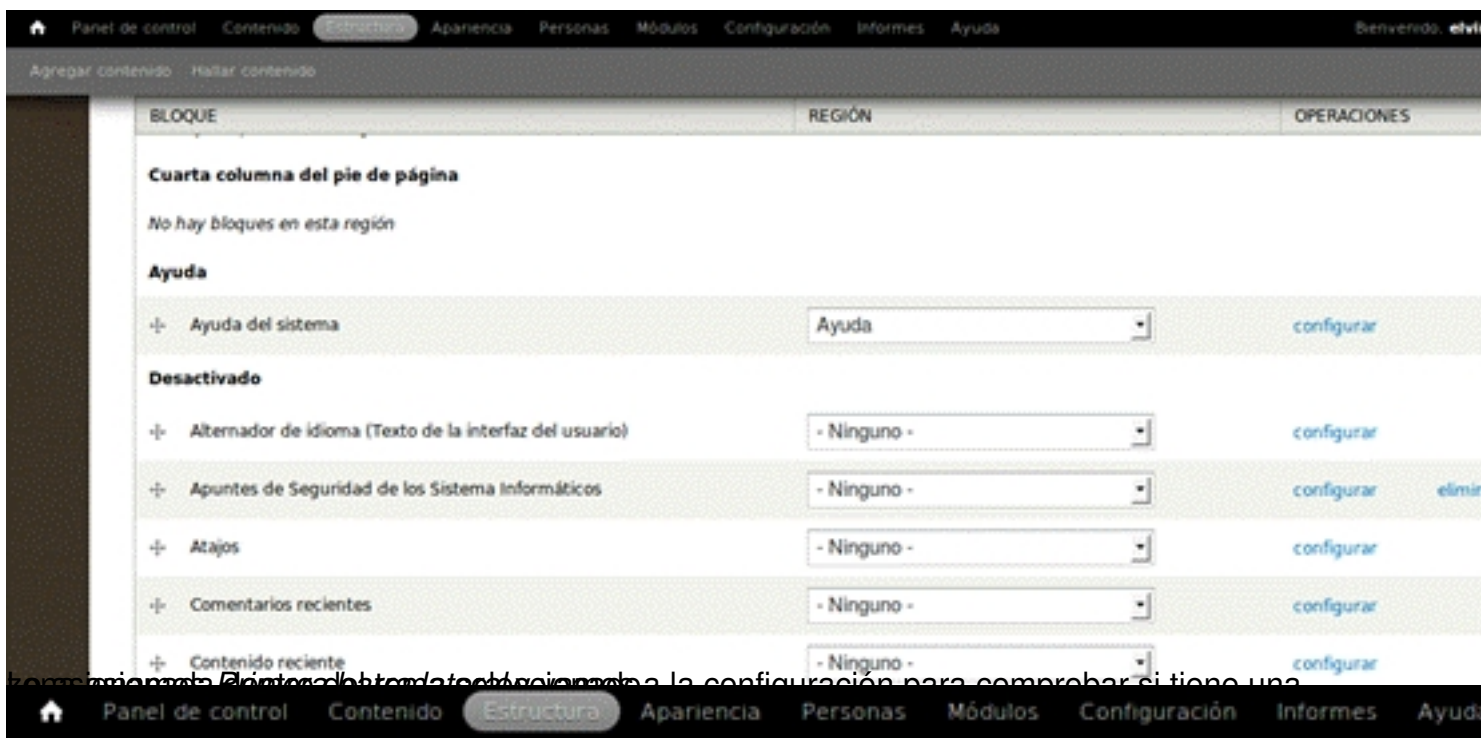 Panel de control Contenido Estructura Apariencia Personas Módulos Configuración Informes Ayuda Bienvenido, elvi
Agregar contenido Hallar contenido
BLOQUE REGIÓN OPERACIONES
Cuarta columna del pie de página
No hay bloques en esta región
Ayuda
Ayuda del sistema Ayuda configurar
Desactivado
Alternador de idioma (Texto de la interfaz del usuario) - Ninguno - configurar
Apuntes de Seguridad de los Sistema Informáticos - Ninguno - configurar elimin
Atajos - Ninguno - configurar
Comentarios recientes - Ninguno - configurar
Contenido reciente - Ninguno - configurar
a la configuración para comprobar si tiene una
Panel de control Contenido Estructura Apariencia Personas Módulos Configuración Informes Ayuda